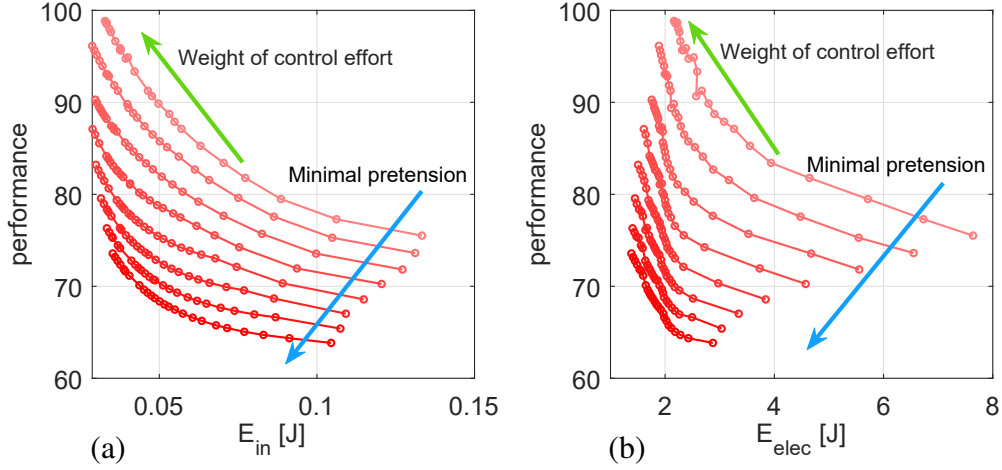 100
90
80
70
60
performance
Weight of control effort
Minimal pretension
0.05
0.1
0.15
E_in [J]
(a)
100
90
80
70
60
performance
Weight of control effort
Minimal pretension
2
4
6
8
E_elec [J]
(b)